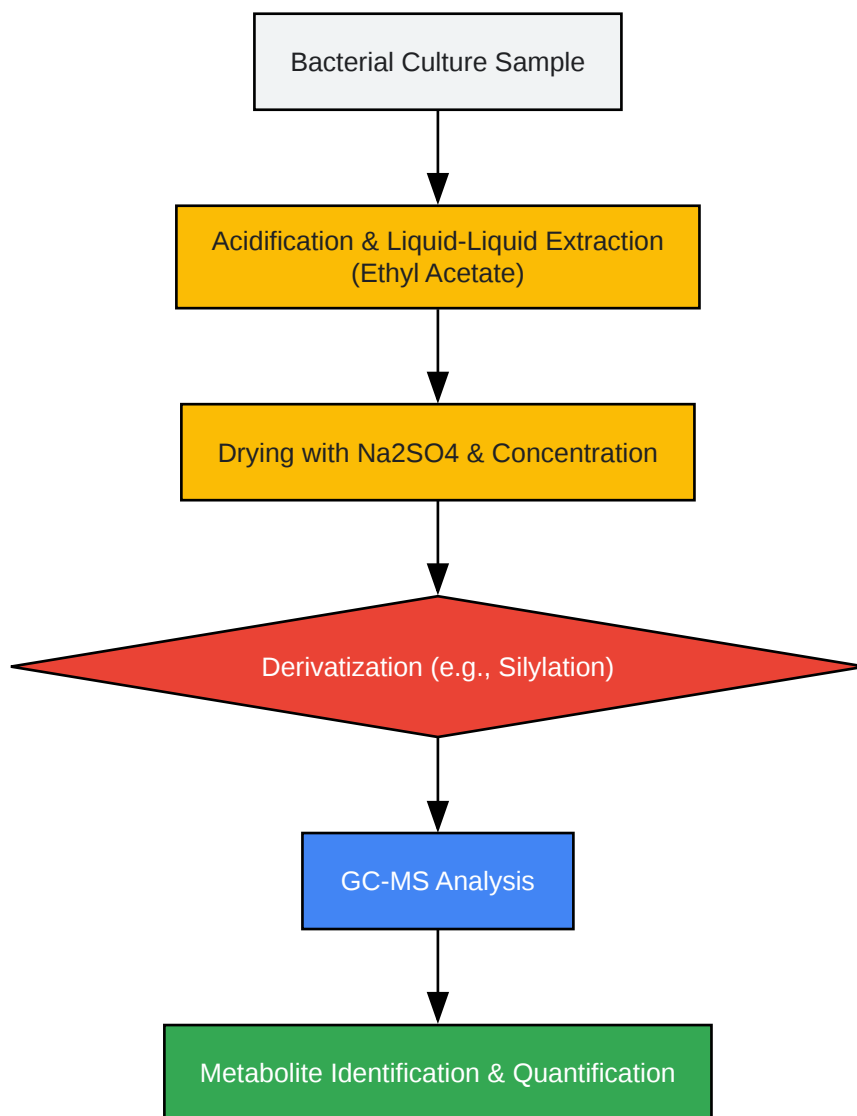 Bacterial Culture Sample
Acidification & Liquid-Liquid Extraction
(Ethyl Acetate)
Drying with Na2SO4 & Concentration
Derivatization (e.g., Silylation)
GC-MS Analysis
Metabolite Identification & Quantification